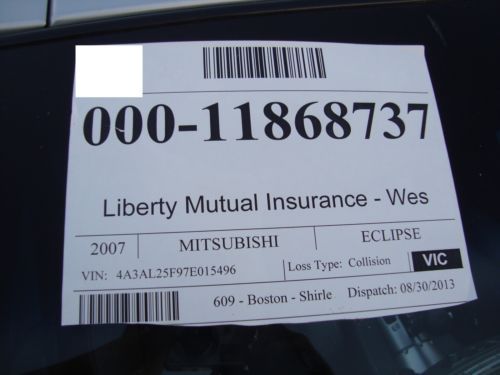 000-11868737
Liberty Mutual Insurance - Wes
2007 MITSUBISHI ECLIPSE
VIN: 4A3AL25F97E015496 Loss Type: Collision VIC
609 - Boston - Shirle Dispatch: 08/30/2013